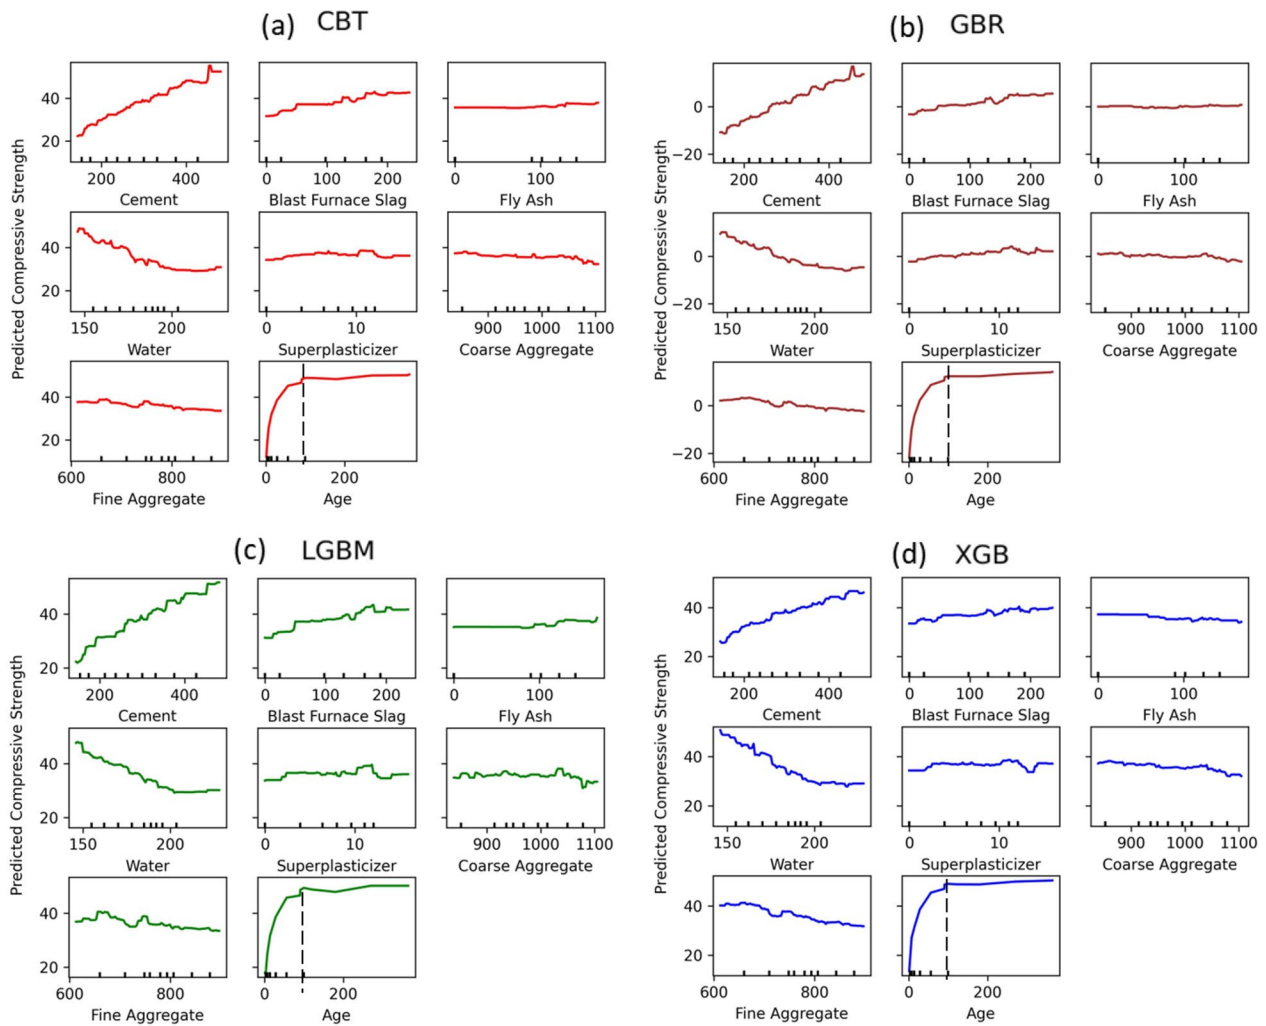 (a) CBT
40
20
200 400
0 100 200
0 100
Cement
Blast Furnace Slag
Fly Ash
40
20
150 200
0 10
900 1000 1100
Water
Superplasticizer
Coarse Aggregate
40
20
600 800
0 200
Fine Aggregate
Age
Predicted Compressive Strength
(b) GBR
0
−20
200 400
0 100 200
0 100
Cement
Blast Furnace Slag
Fly Ash
0
−20
150 200
0 10
900 1000 1100
Water
Superplasticizer
Coarse Aggregate
0
−20
600 800
0 200
Fine Aggregate
Age
Predicted Compressive Strength
(c) LGBM
40
20
200 400
0 100 200
0 100
Cement
Blast Furnace Slag
Fly Ash
40
20
150 200
0 10
900 1000 1100
Water
Superplasticizer
Coarse Aggregate
40
20
600 800
0 200
Fine Aggregate
Age
Predicted Compressive Strength
(d) XGB
40
20
200 400
0 100 200
0 100
Cement
Blast Furnace Slag
Fly Ash
40
20
150 200
0 10
900 1000 1100
Water
Superplasticizer
Coarse Aggregate
40
20
600 800
0 200
Fine Aggregate
Age
Predicted Compressive Strength